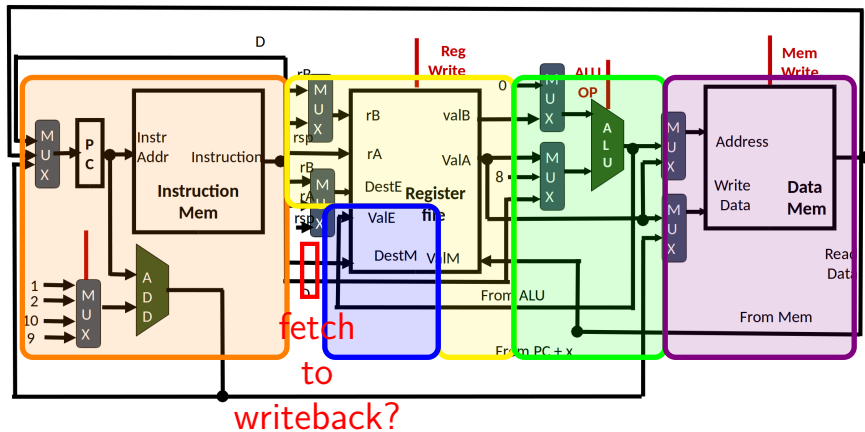 D
Reg
Write
ALU
OP
Mem
Write
rB
M
U
X
rsp
rB
rA
rsp
M
U
X
M
U
X
P
C
Instr
Addr
Instruction
Instruction
Mem
rB
rA
DestE
ValE
DestM
valB
ValA
Register
file
ValM
0
8
M
U
X
M
U
X
A
L
U
M
U
X
M
U
X
Address
Write
Data
Data
Mem
Read
Data
1
2
10
9
M
U
X
A
D
D
From ALU
From Mem
From PC + x
fetch
to
writeback?